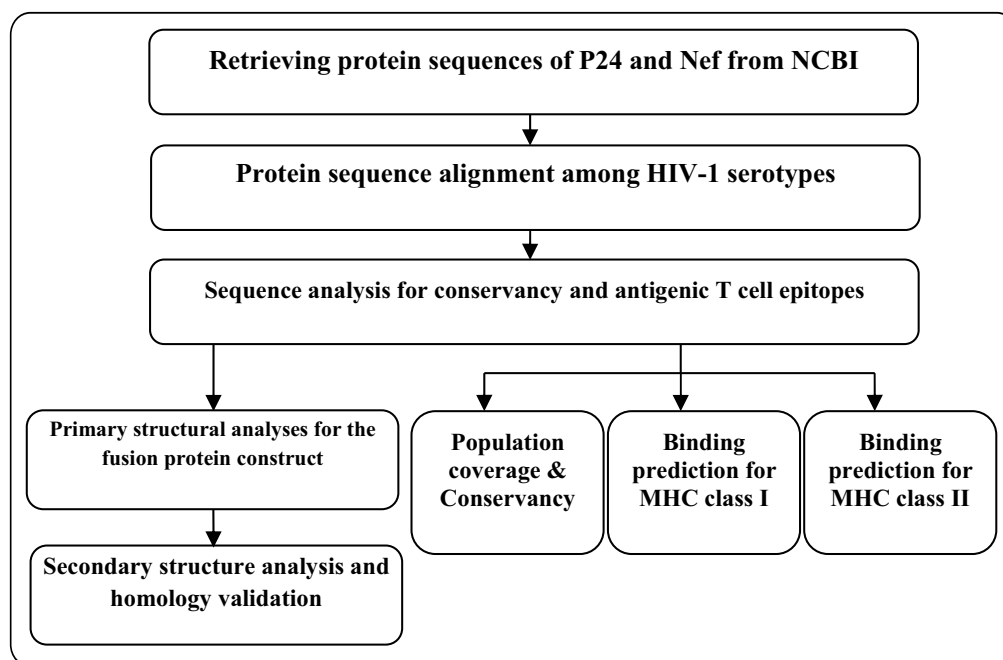 Retrieving protein sequences of P24 and Nef from NCBI
Protein sequence alignment among HIV-1 serotypes
Sequence analysis for conservancy and antigenic T cell epitopes
Primary structural analyses for the
fusion protein construct
Population
coverage &
Conservancy
Binding
prediction for
MHC class I
Binding
prediction for
MHC class II
Secondary structure analysis and
homology validation